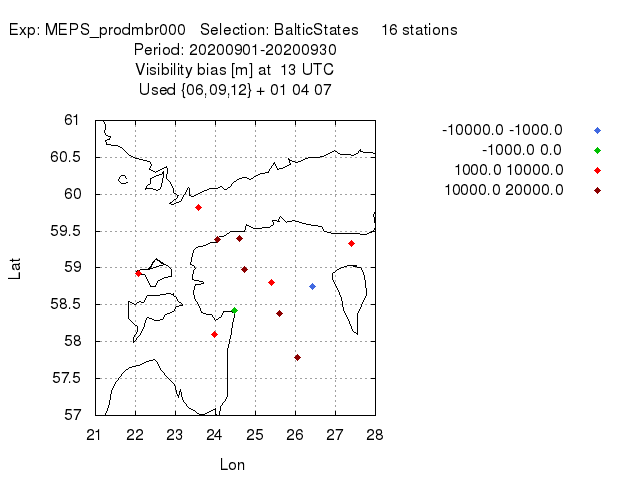 Exp: MEPS_prodmbr000 Selection: BalticStates 16 stations
Period: 20200901-20200930
Visibility bias [m] at 13 UTC
Used {06,09,12} + 01 04 07
-10000.0 -1000.0
-1000.0 0.0
1000.0 10000.0
10000.0 20000.0
61
60.5
60
59.5
59
58.5
58
57.5
57
Lat
21 22 23 24 25 26 27 28
Lon